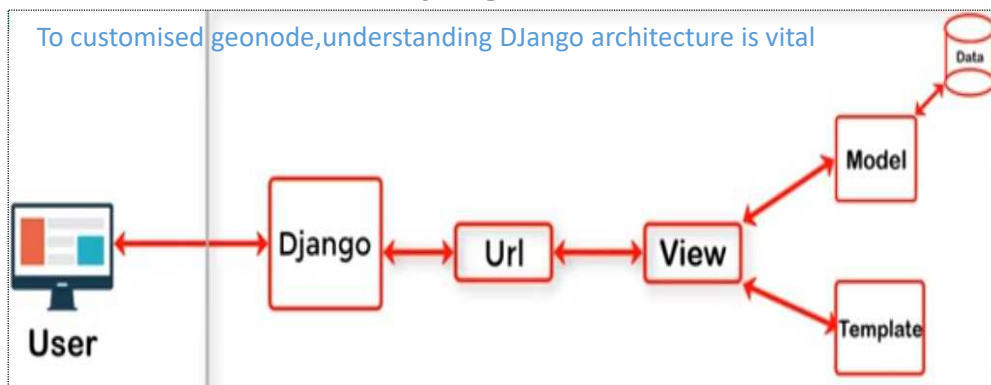 To customised geonode,understanding DJango architecture is vital
Data
Model
Django
Url
View
Template
User